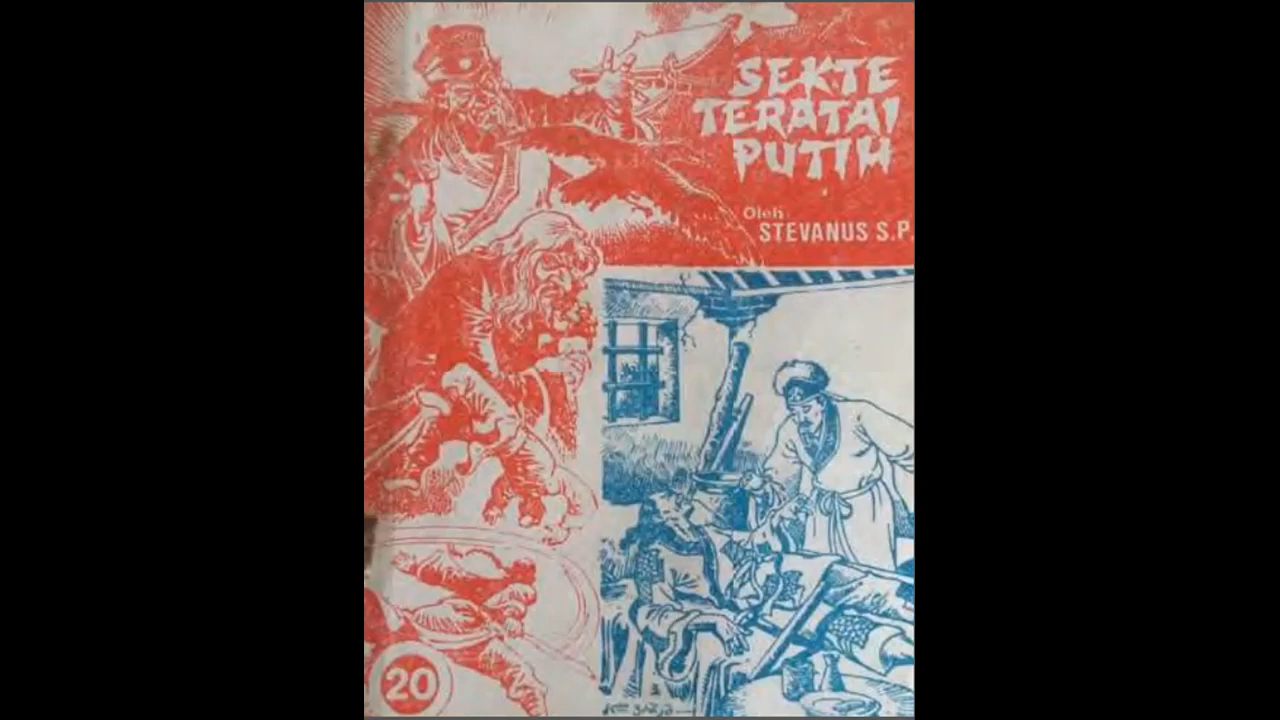 SEKTE
TERATAI
PUTIH
Oleh
STEVANUS S.P.
20